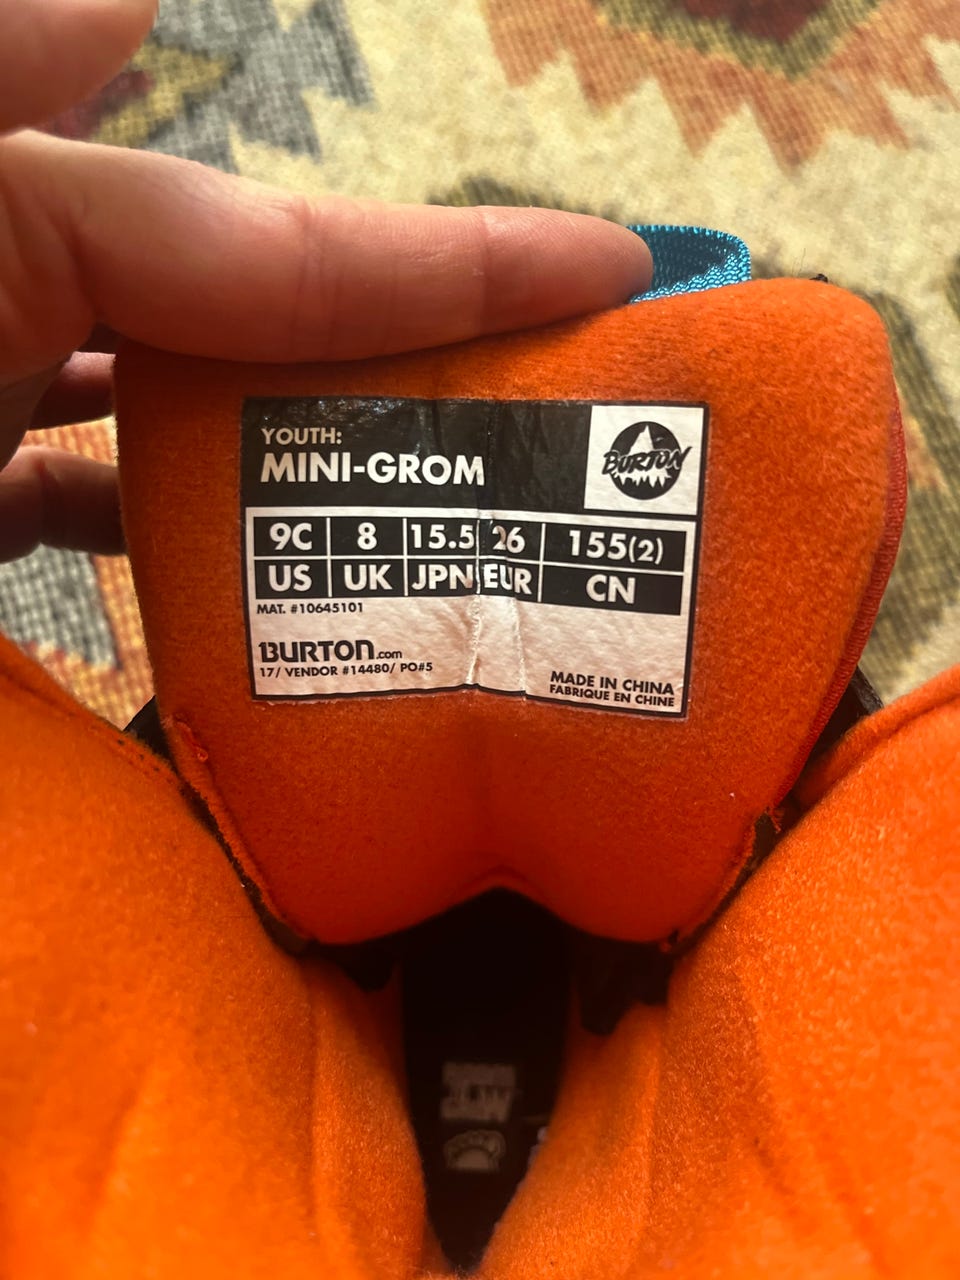 YOUTH:
MINI-GROM
BURTON
9C 8 15.5 26 155(2)
US UK JPN EUR CN
MAT. #10645101
BURTON.com
17/ VENDOR #14480/ PO#5
MADE IN CHINA
FABRIQUE EN CHINE